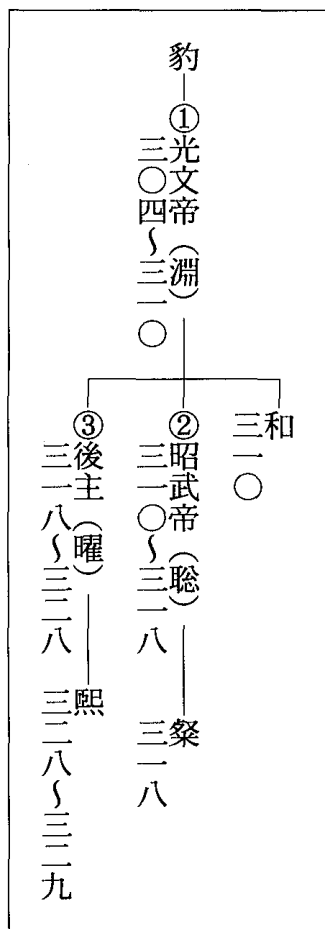 豹
①光文帝（淵）
三〇四〜三一〇
和
三一〇
②昭武帝（聡）
三一〇〜三一八
粲
三一八
③後主（曜）
三一八〜三二八
熙
三二八〜三二九